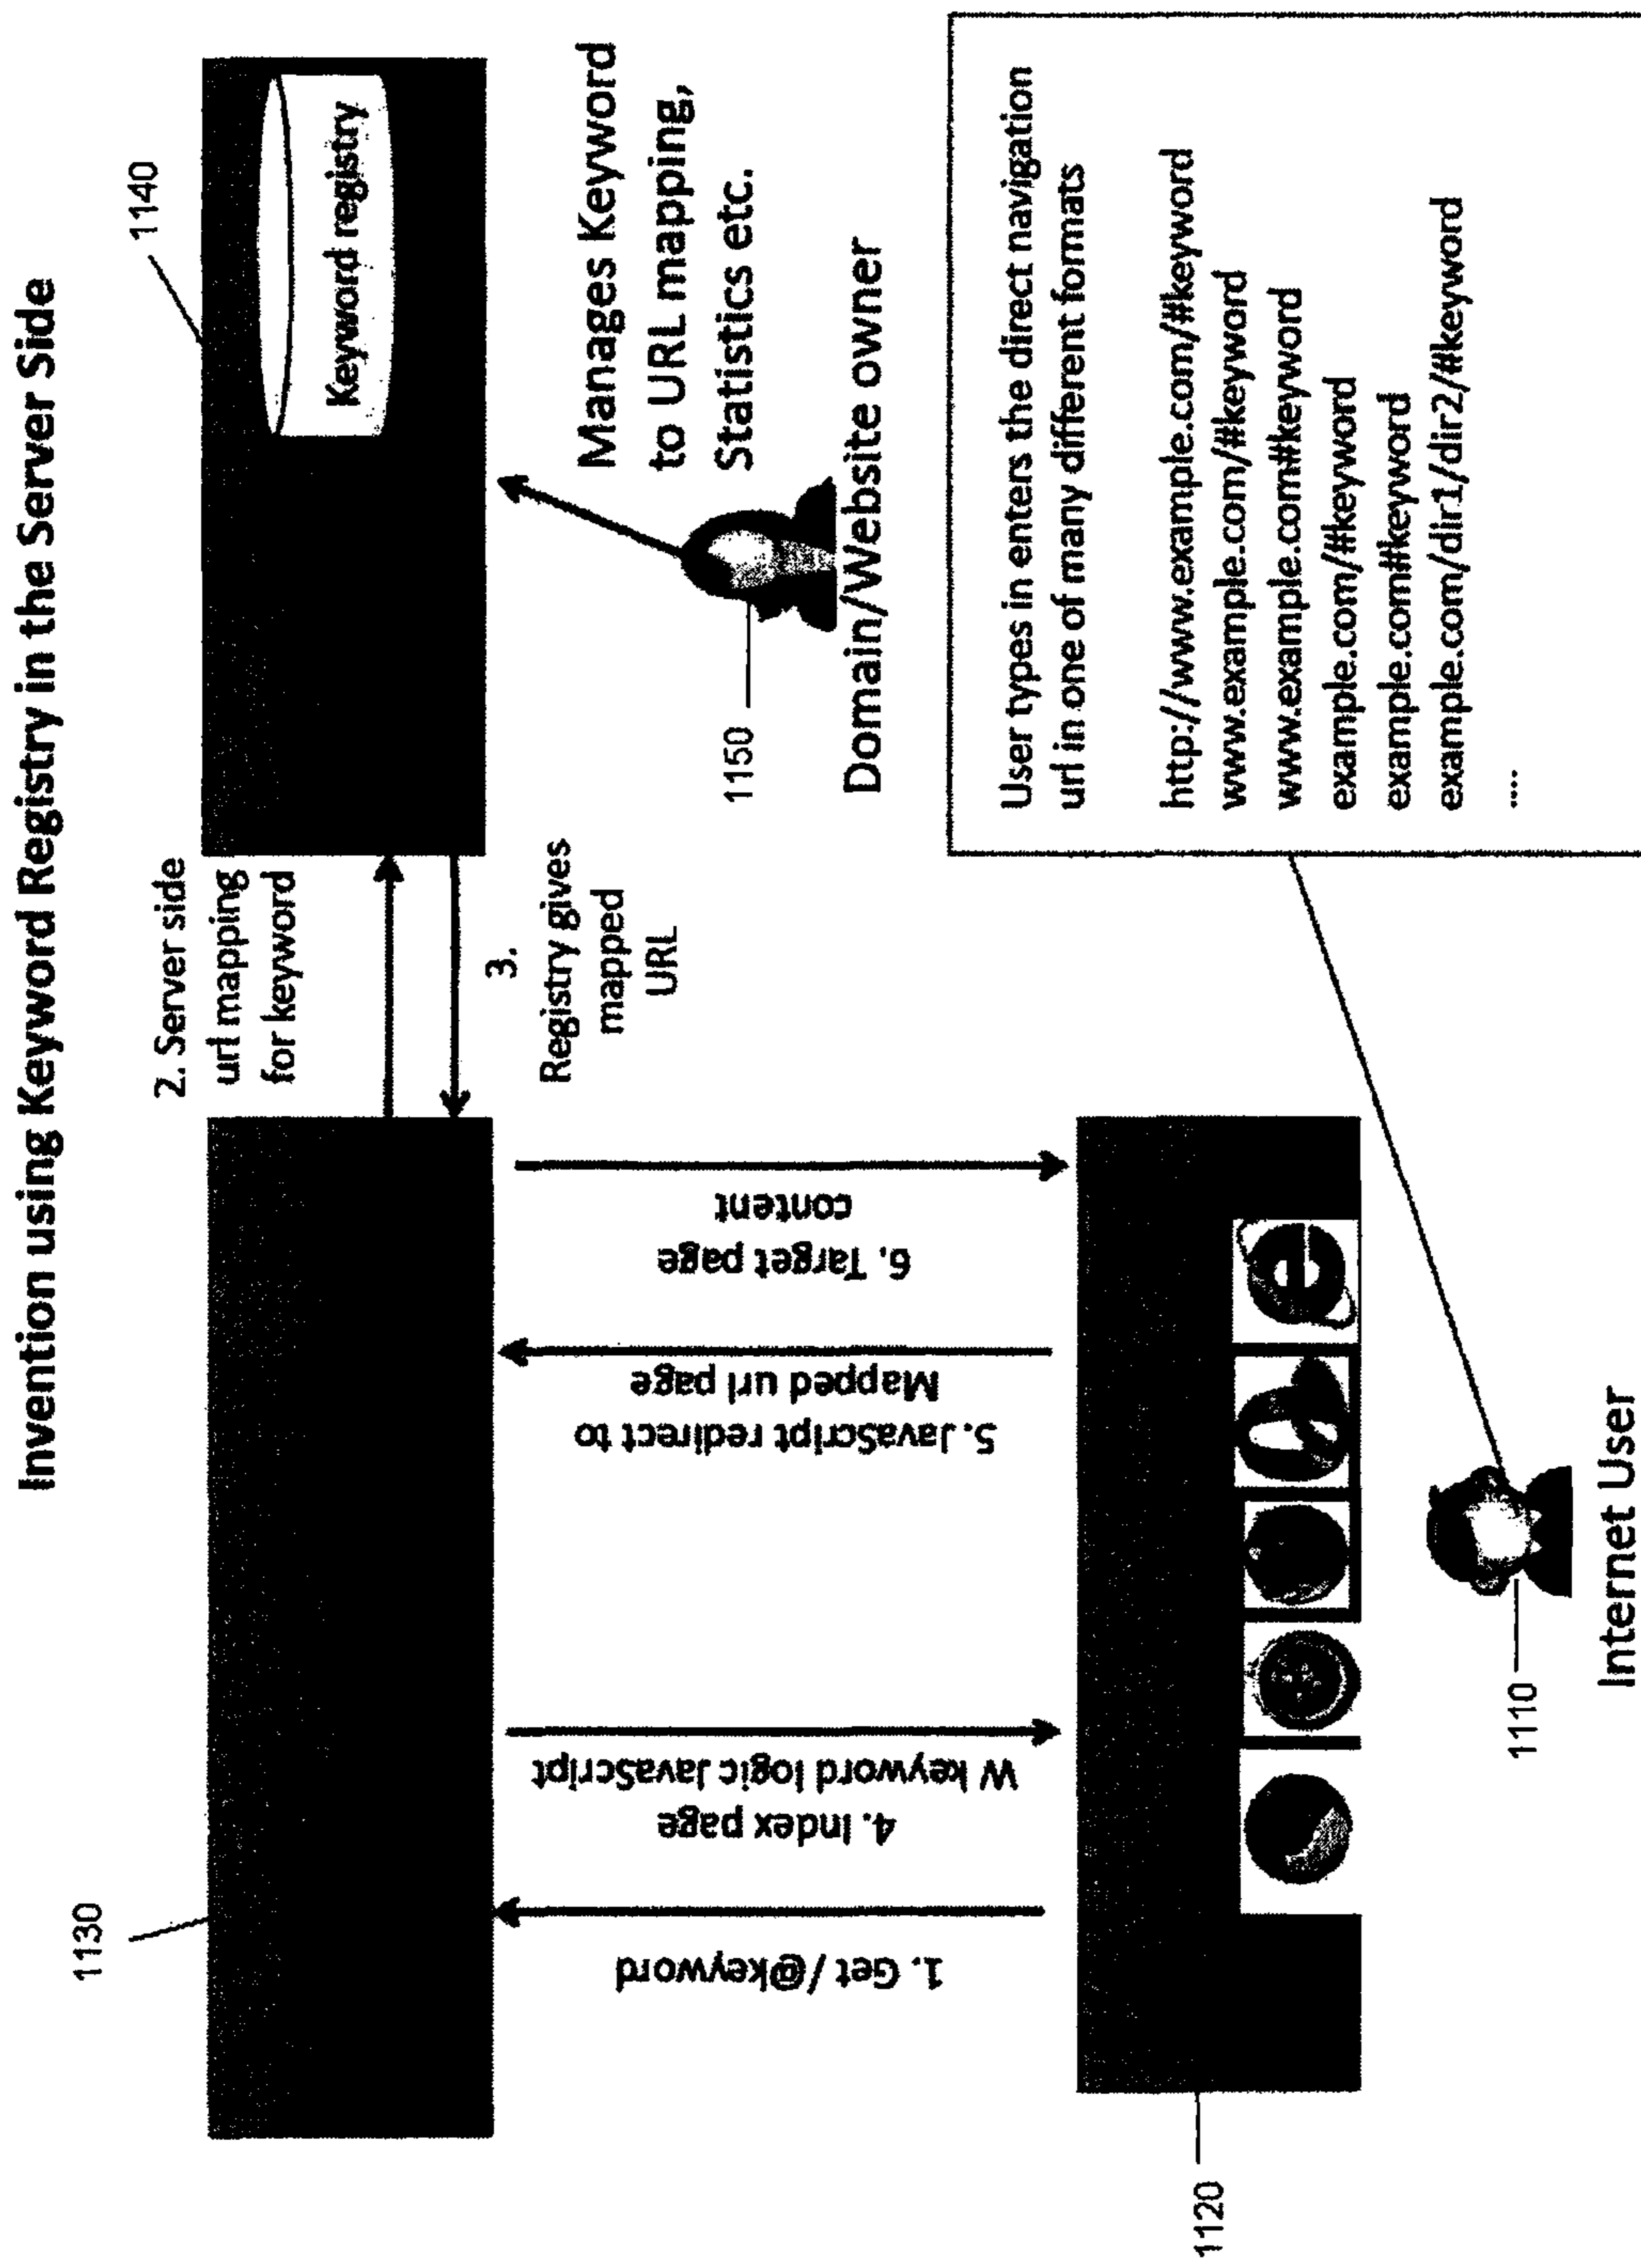 Invention using Keyword Registry in the Server Side
1130
2. Server side
url mapping
for keyword
1140
Keyword registry
3.
Registry gives
mapped
URL
Manages Keyword
to URL mapping,
Statistics etc.
1150
Domain/Website owner
1. Get /@keyword
4. Index page
W keyword logic JavaScript
5. JavaScript redirect to
Mapped url page
6. Target page
content
1120
e
1110
Internet User
User types in enters the direct navigation
url in one of many different formats
http://www.example.com/#keyword
www.example.com/#keyword
www.example.com#keyword
example.com/#keyword
example.com#keyword
example.com/dir1/dir2/#keyword
....